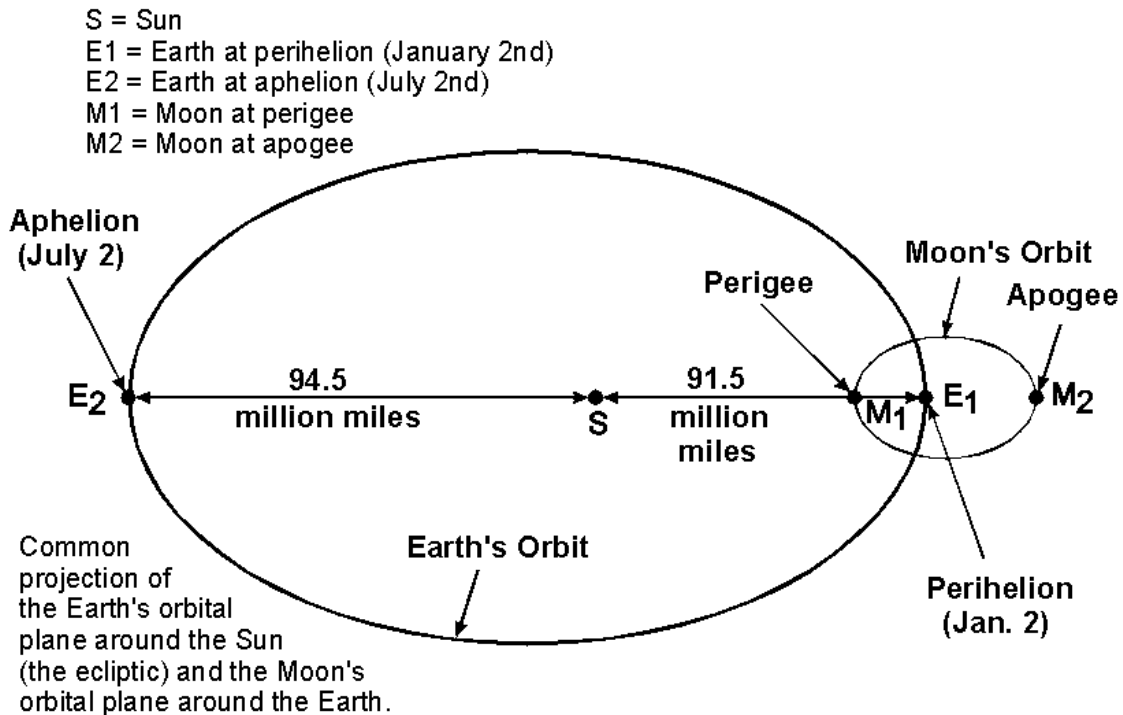 S = Sun
E1 = Earth at perihelion (January 2nd)
E2 = Earth at aphelion (July 2nd)
M1 = Moon at perigee
M2 = Moon at apogee
Aphelion
(July 2)
Moon's Orbit
Perigee
Apogee
E2
94.5
million miles
S
91.5
million
miles
M1
E1
M2
Earth's Orbit
Perihelion
(Jan. 2)
Common
projection of
the Earth's orbital
plane around the Sun
(the ecliptic) and the Moon's
orbital plane around the Earth.